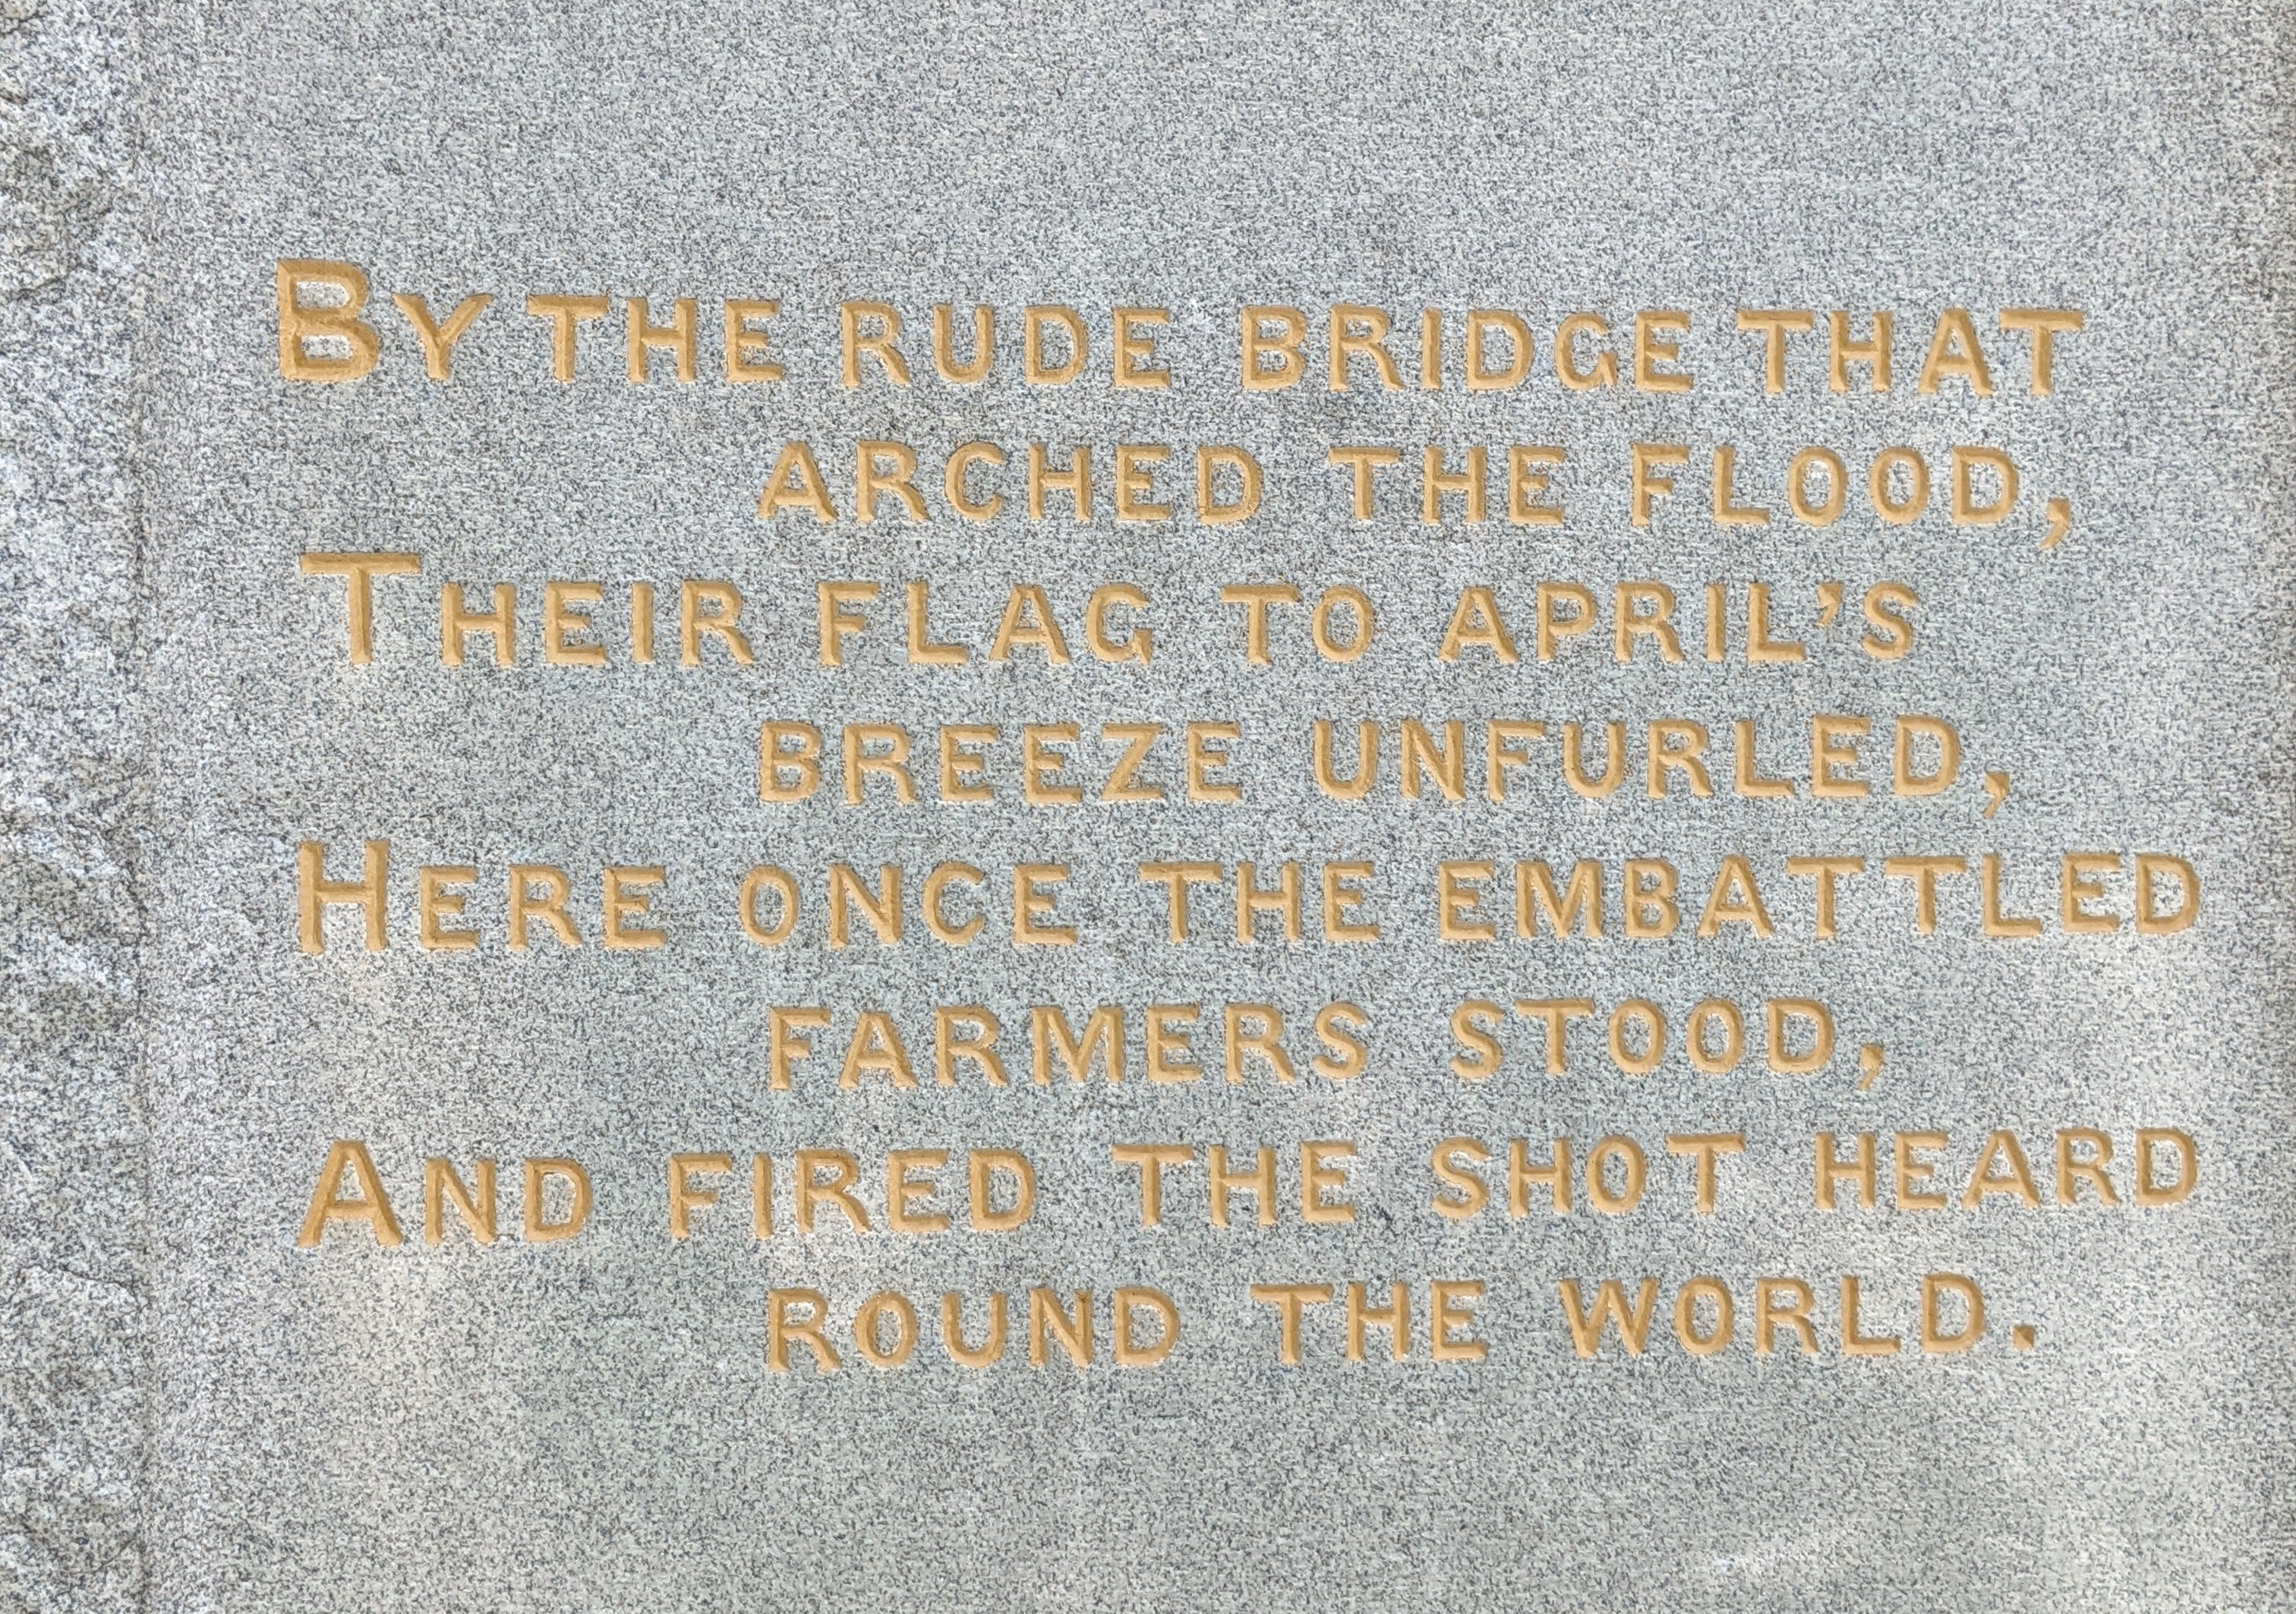 BY THE RUDE BRIDGE THAT
ARCHED THE FLOOD,
THEIR FLAG TO APRIL'S
BREEZE UNFURLED,
HERE ONCE THE EMBATTLED
FARMERS STOOD,
AND FIRED THE SHOT HEARD
ROUND THE WORLD.